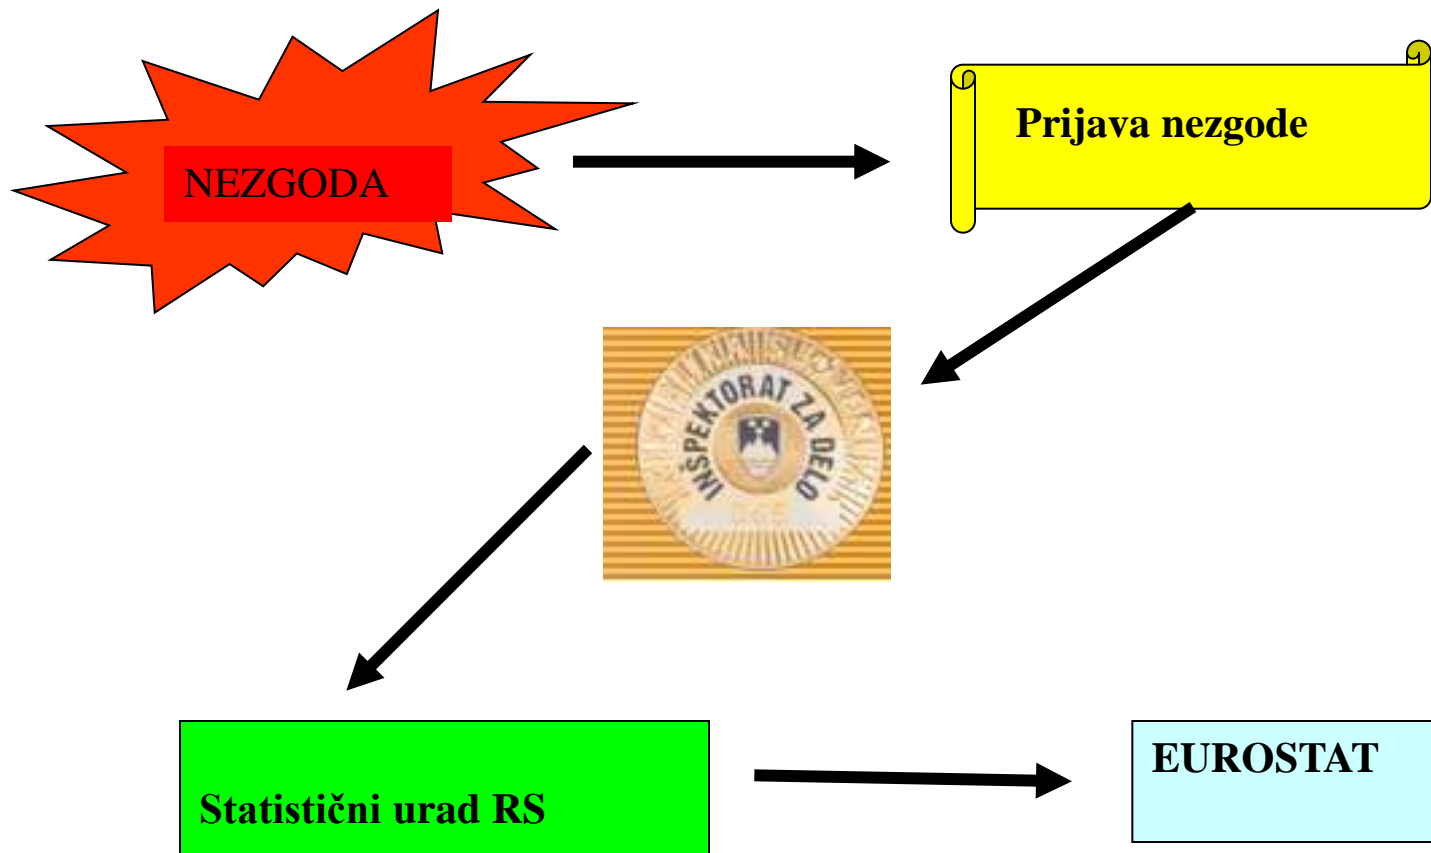 NEZGODA
Prijava nezgode
INŠPEKTORAT ZA DELO
Statistični urad RS
EUROSTAT